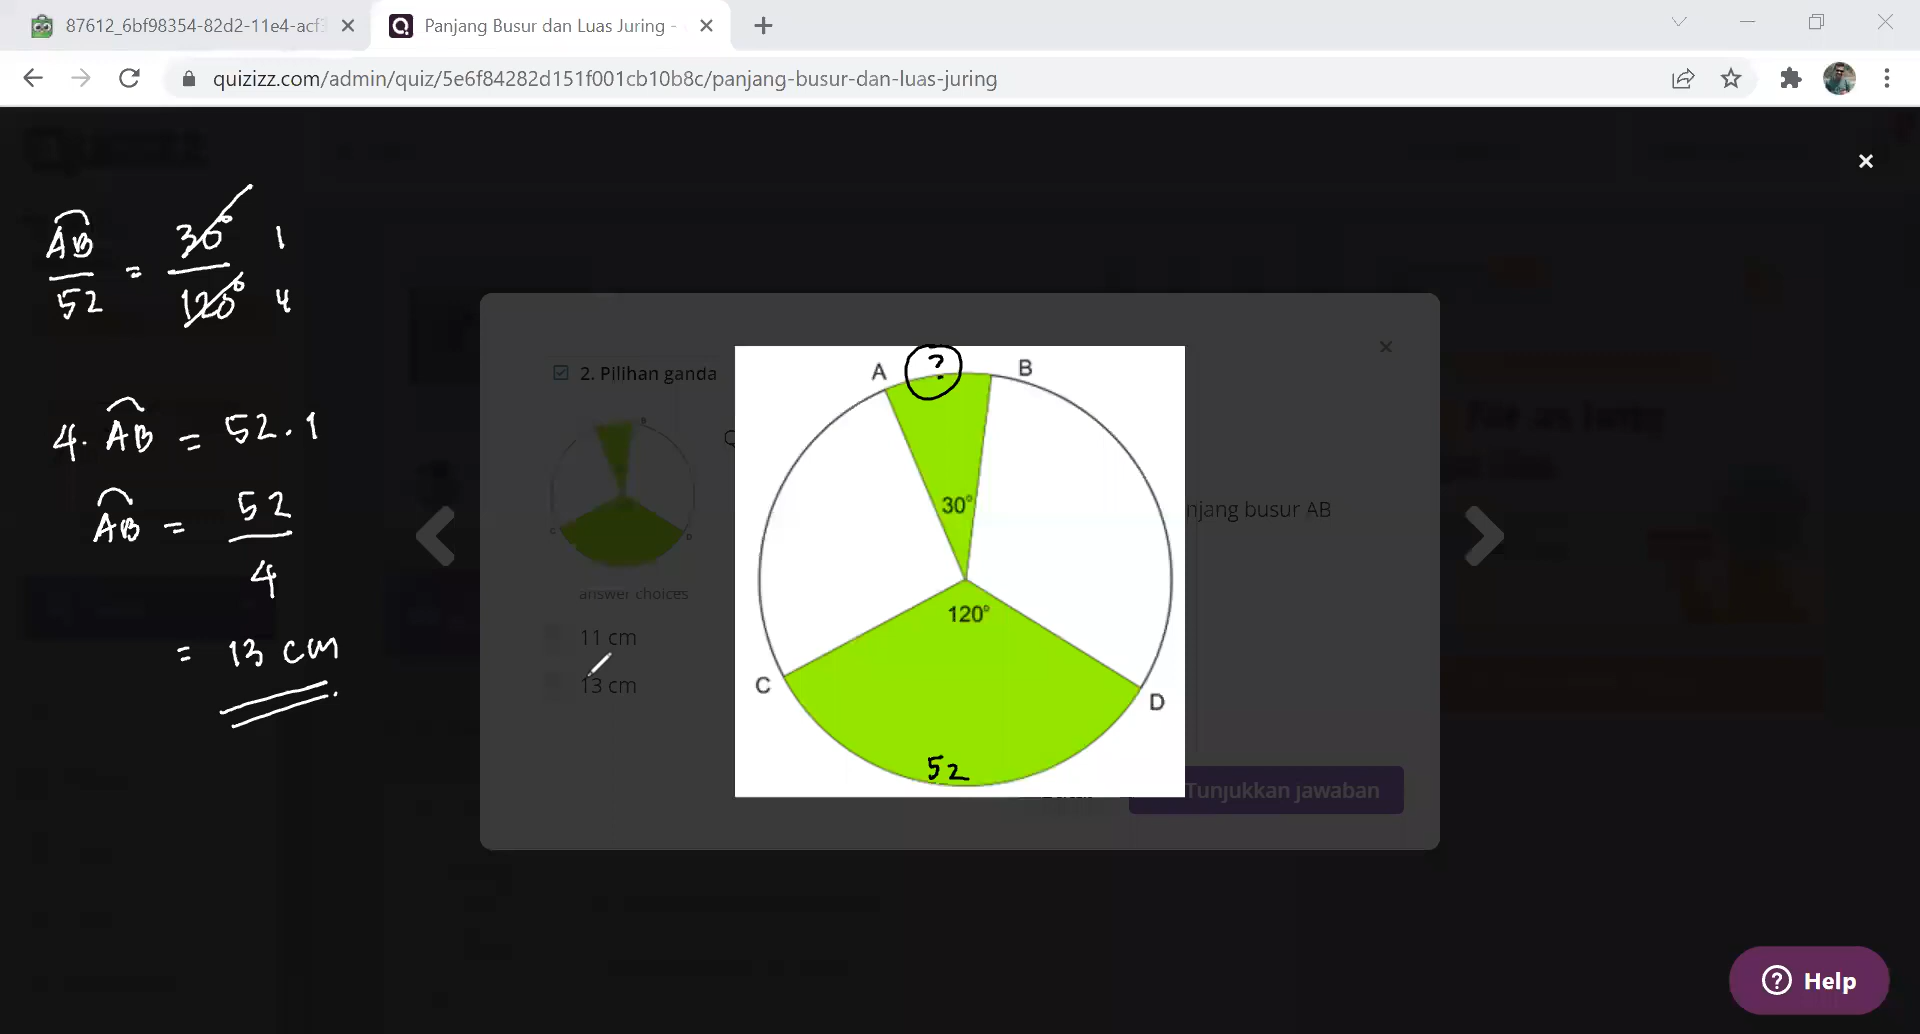 87612_6bf98354-82d2-11e4-acf3
Panjang Busur dan Luas Juring -
quizizz.com/admin/quiz/5e6f84282d151f001cb10b8c/panjang-busur-dan-luas-juring
AB/52 = 30°/120° 1/4
4. AB = 52.1
AB = 52/4
= 13 cm
2. Pilihan ganda
njang busur AB
answer choices
11 cm
13 cm
A
?
B
30°
120°
C
D
52
Tunjukkan jawaban
Help